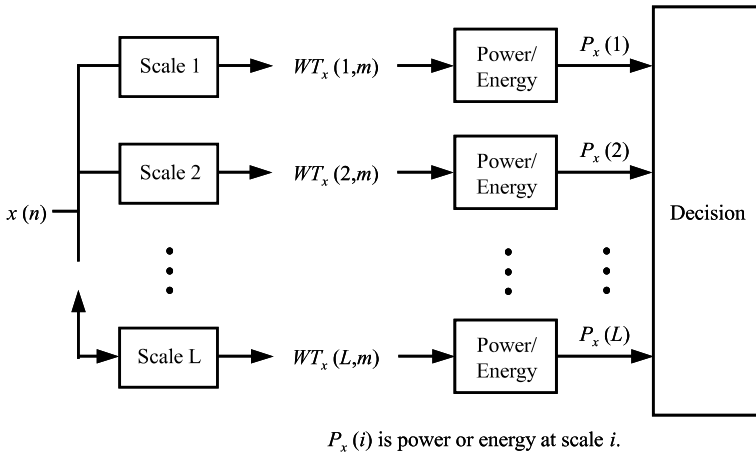 Scale 1
WTx (1,m)
Power/
Energy
Px (1)
Scale 2
WTx (2,m)
Power/
Energy
Px (2)
x (n)
Decision
Scale L
WTx (L,m)
Power/
Energy
Px (L)
Px (i) is power or energy at scale i.